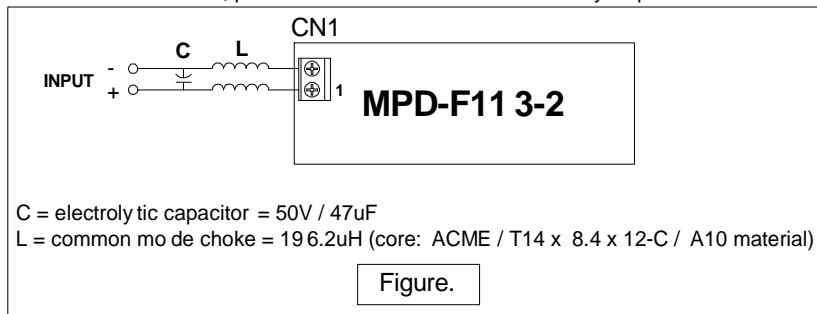 CN1
C L
INPUT -
+
1
MPD-F11 3-2
C = electroly tic capacitor = 50V / 47uF
L = common mo de choke = 19 6.2uH (core: ACME / T14 x 8.4 x 12-C / A10 material)
Figure.